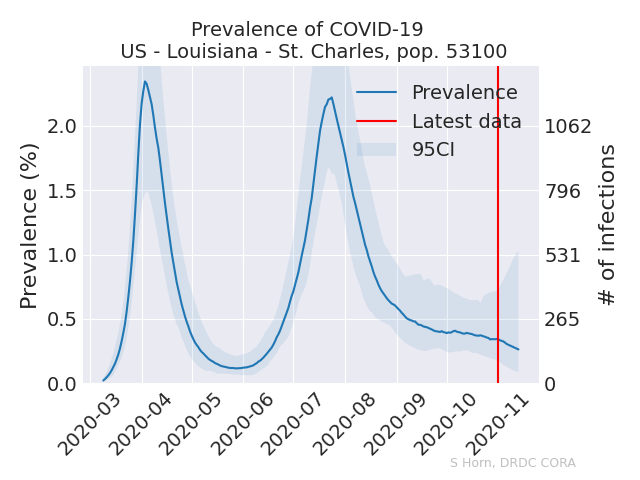 Prevalence of COVID-19
US - Louisiana - St. Charles, pop. 53100
Prevalence
Latest data
95CI
Prevalence (%)
2.0
1.5
1.0
0.5
0.0
1062
796
531
265
0
# of infections
2020-03
2020-04
2020-05
2020-06
2020-07
2020-08
2020-09
2020-10
2020-11
S Horn, DRDC CORA